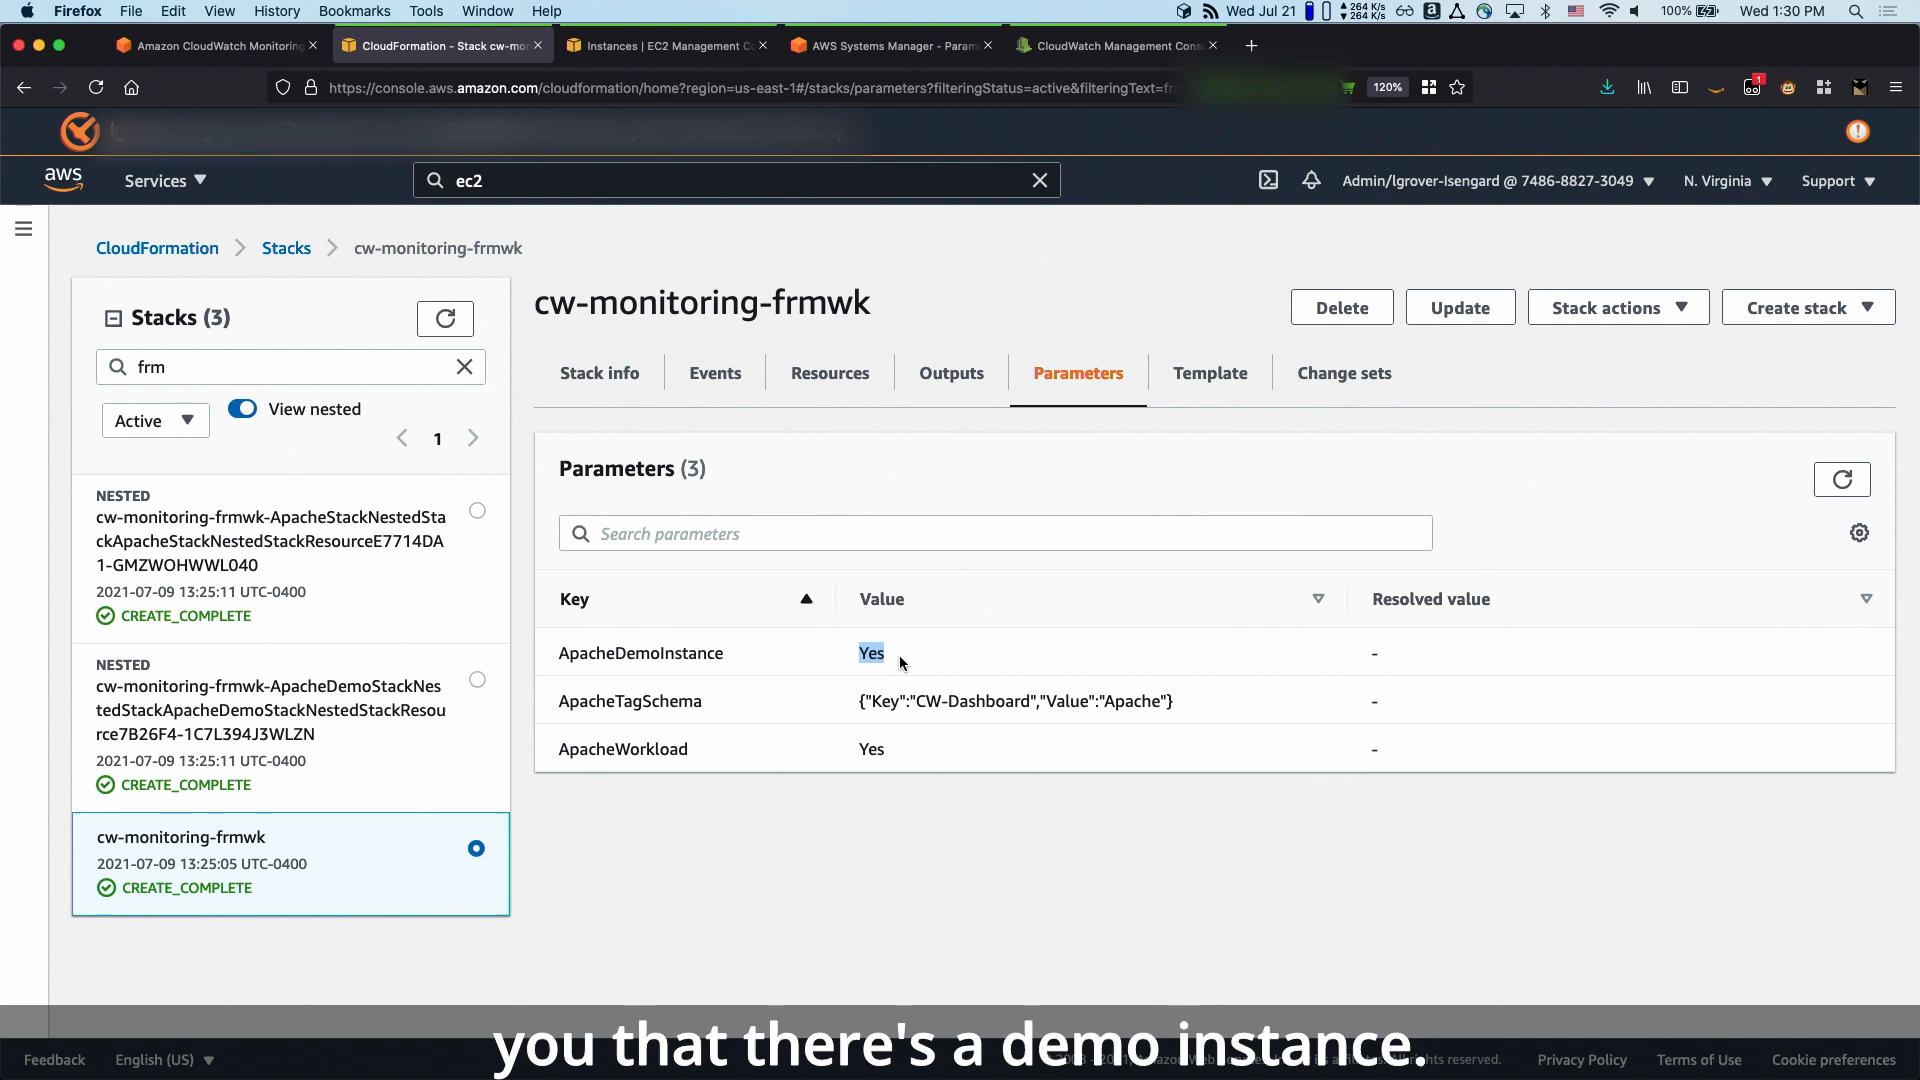 Firefox File Edit View History Bookmarks Tools Window Help Wed Jul 21 264 K/s 264 K/s 100% Wed 1:30 PM
Amazon CloudWatch Monitoring
CloudFormation - Stack cw-mon
Instances | EC2 Management Co
AWS Systems Manager - Param
CloudWatch Management Cons
https://console.aws.amazon.com/cloudformation/home?region=us-east-1#/stacks/parameters?filteringStatus=active&filteringText=fr
120%
1
aws Services ec2 Admin/lgrover-Isengard @ 7486-8827-3049 N. Virginia Support
CloudFormation Stacks cw-monitoring-frmwk
Stacks (3)
frm
Active
View nested
1
NESTED
cw-monitoring-frmwk-ApacheStackNestedSta
ckApacheStackNestedStackResourceE7714DA
1-GMZWOHWWL040
2021-07-09 13:25:11 UTC-0400
CREATE_COMPLETE
NESTED
cw-monitoring-frmwk-ApacheDemoStackNes
tedStackApacheDemoStackNestedStackResou
rce7B26F4-1C7L394J3WLZN
2021-07-09 13:25:11 UTC-0400
CREATE_COMPLETE
cw-monitoring-frmwk
2021-07-09 13:25:05 UTC-0400
CREATE_COMPLETE
cw-monitoring-frmwk
Delete Update Stack actions Create stack
Stack info Events Resources Outputs Parameters Template Change sets
Parameters (3)
Search parameters
Key Value Resolved value
ApacheDemoInstance Yes -
ApacheTagSchema {"Key":"CW-Dashboard","Value":"Apache"} -
ApacheWorkload Yes -
you that there's a demo instance.
Feedback English (US) reserved. Privacy Policy Terms of Use Cookie preferences